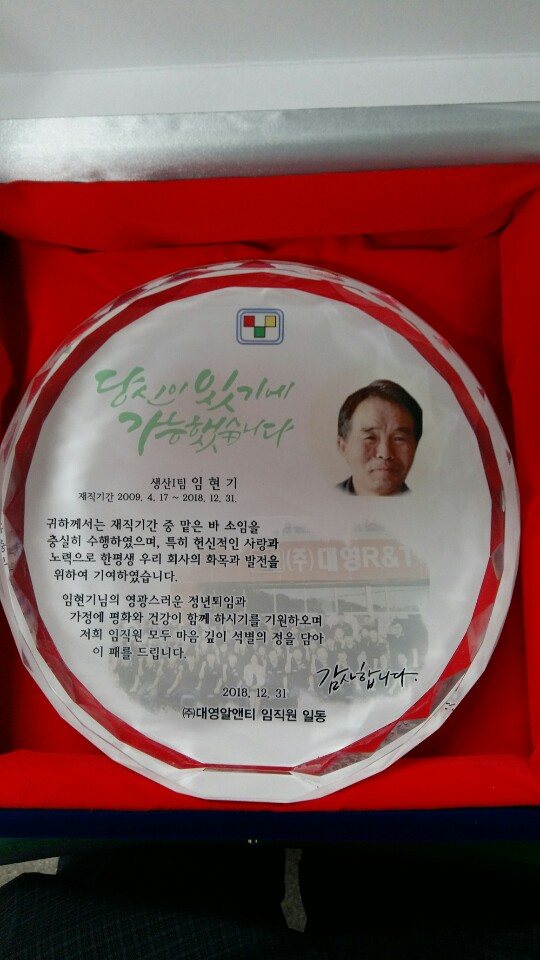 당신이 있기에
가능했습니다
생산1팀 임현기
재직기간 2009. 4. 17 ~ 2018. 12. 31.
귀하께서는 재직기간 중 맡은 바 소임을
충실히 수행하였으며, 특히 헌신적인 사랑과
노력으로 한평생 우리 회사의 화목과 발전을
위하여 기여하였습니다.
임현기님의 영광스러운 정년퇴임과
가정에 평화와 건강이 함께 하시기를 기원하오며
저희 임직원 모두 마음 깊이 석별의 정을 담아
이 패를 드립니다.
(주)대영R&T
감사합니다.
2018. 12. 31
㈜대영알앤티 임직원 일동